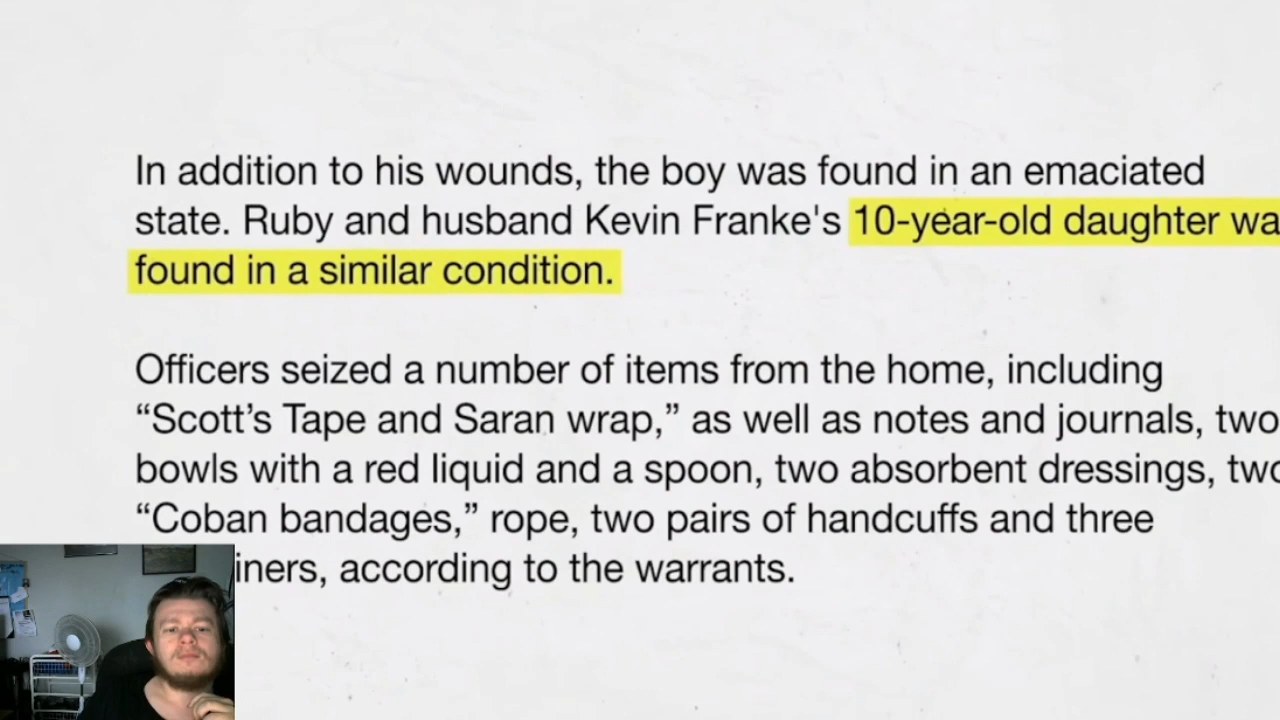 In addition to his wounds, the boy was found in an emaciated
state. Ruby and husband Kevin Franke's 10-year-old daughter wa
found in a similar condition.
Officers seized a number of items from the home, including
“Scott’s Tape and Saran wrap,” as well as notes and journals, two
bowls with a red liquid and a spoon, two absorbent dressings, two
“Coban bandages,” rope, two pairs of handcuffs and three
iners, according to the warrants.